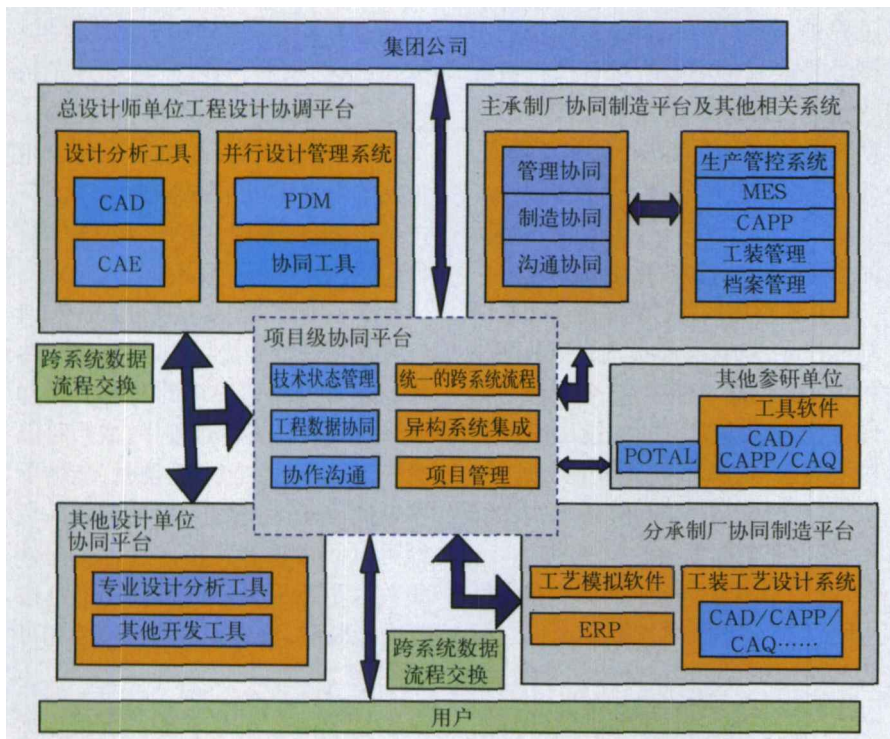 集团公司
总设计师单位工程设计协调平台
设计分析工具
CAD
CAE
并行设计管理系统
PDM
协同工具
主承制厂协同制造平台及其他相关系统
管理协同
制造协同
沟通协同
生产管控系统
MES
CAPP
工装管理
档案管理
跨系统数据
流程交换
项目级协同平台
技术状态管理
工程数据协同
协作沟通
统一的跨系统流程
异构系统集成
项目管理
其他参研单位
POTAL
工具软件
CAD/
CAPP/CAQ
其他设计单位
协同平台
专业设计分析工具
其他开发工具
跨系统数据
流程交换
分承制厂协同制造平台
工艺模拟软件
ERP
工装工艺设计系统
CAD/CAPP/
CAQ……
用户